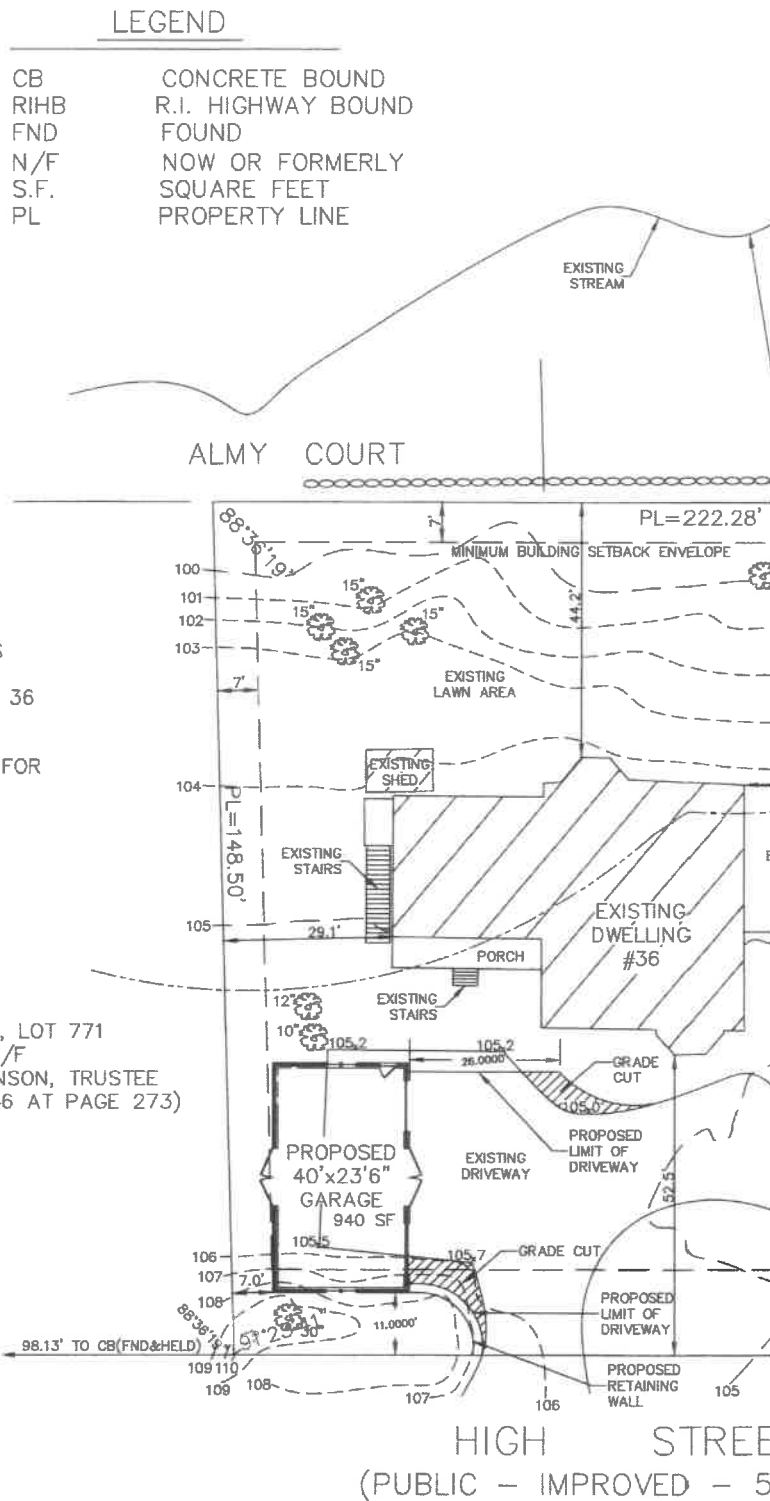 LEGEND
CB CONCRETE BOUND
RIHB R.I. HIGHWAY BOUND
FND FOUND
N/F NOW OR FORMERLY
S.F. SQUARE FEET
PL PROPERTY LINE
EXISTING
STREAM
ALMY COURT
88°36'19"
7'
PL=222.28'
MINIMUM BUILDING SETBACK ENVELOPE
100
101
102
103
15"
15"
15"
15"
44.2'
S
36
7'
EXISTING
LAWN AREA
FOR
104
EXISTING
SHED
PL=148.50'
EXISTING
STAIRS
105
29.1'
EXISTING
DWELLING
#36
PORCH
EXISTING
STAIRS
12"
10"
, LOT 771
/F
NSON, TRUSTEE
46 AT PAGE 273)
105.2
105.2
26.0000'
GRADE
CUT
105.0
PROPOSED
LIMIT OF
DRIVEWAY
PROPOSED
40'x23'6"
GARAGE
940 SF
EXISTING
DRIVEWAY
52.5'
105.5
105.7
GRADE CUT
106
107
108
7.0'
PROPOSED
LIMIT OF
DRIVEWAY
30"
11.0000'
98.13' TO CB(FND&HELD)
109 110
109
108
107
106
PROPOSED
RETAINING
WALL
105
HIGH STREE
(PUBLIC - IMPROVED - 5